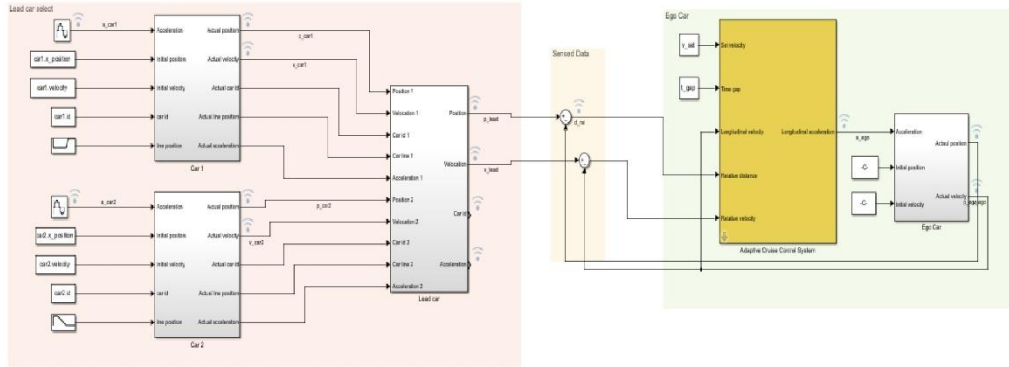 Lead car select
a_car1
car1.x_position
car1.velocity
car1.id
Acceleration
Initial position
Initial velocity
car id
line position
Actual position
Actual velocity
Actual car id
Actual line position
Actual acceleration
Car 1
v_car1
a_car2
car2.x_position
car2.velocity
car2.id
Acceleration
Initial position
Initial velocity
car id
line position
Actual position
Actual velocity
Actual car id
Actual line position
Actual acceleration
Car 2
p_car2
v_car2
Position 1
Velocation 1
Car id 1
Car line 1
Acceleration 1
Position 2
Velocation 2
Car id 2
Car line 2
Acceleration 2
Position
Velocation
Car id
Acceleration
Lead car
p_lead
v_lead
Sensed Data
d_rel
Ego Car
v_set
t_gap
Set velocity
Time gap
Longitudinal velocity
Relative distance
Relative velocity
Longitudinal acceleration
Adaptive Cruise Control System
a_ego
-C-
-C-
Acceleration
Initial position
Initial velocity
Actaul position
Actual velocity
Ego Car